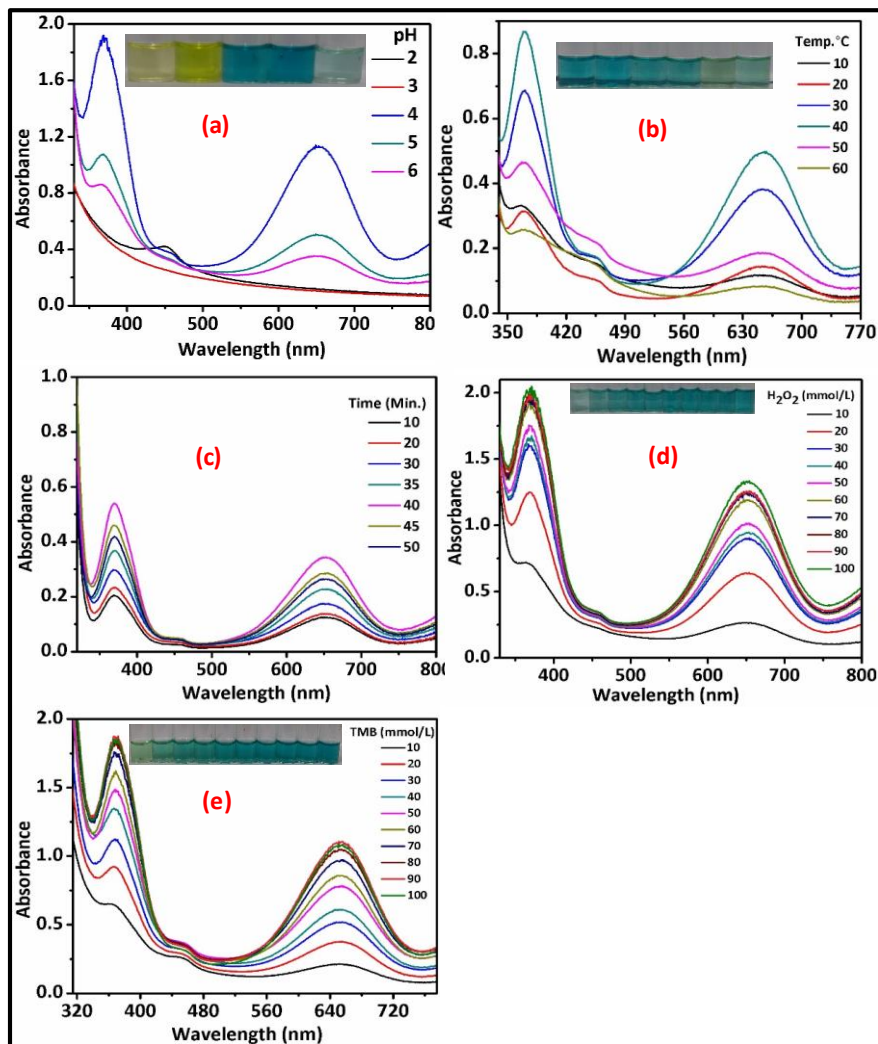 (a)
pH
2
3
4
5
6
Absorbance
2.0
1.6
1.2
0.8
0.4
0.0
400 500 600 700 800
Wavelength (nm)
(b)
Temp.°C
10
20
30
40
50
60
Absorbance
0.8
0.6
0.4
0.2
0.0
350 420 490 560 630 700 770
Wavelength (nm)
(c)
Time (Min.)
10
20
30
35
40
45
50
Absorbance
1.0
0.8
0.6
0.4
0.2
0.0
400 500 600 700 800
Wavelength (nm)
(d)
H₂O₂ (mmol/L)
10
20
30
40
50
60
70
80
90
100
Absorbance
2.0
1.5
1.0
0.5
0.0
400 500 600 700 800
Wavelength (nm)
(e)
TMB (mmol/L)
10
20
30
40
50
60
70
80
90
100
Absorbance
2.0
1.5
1.0
0.5
0.0
320 400 480 560 640 720
Wavelength (nm)